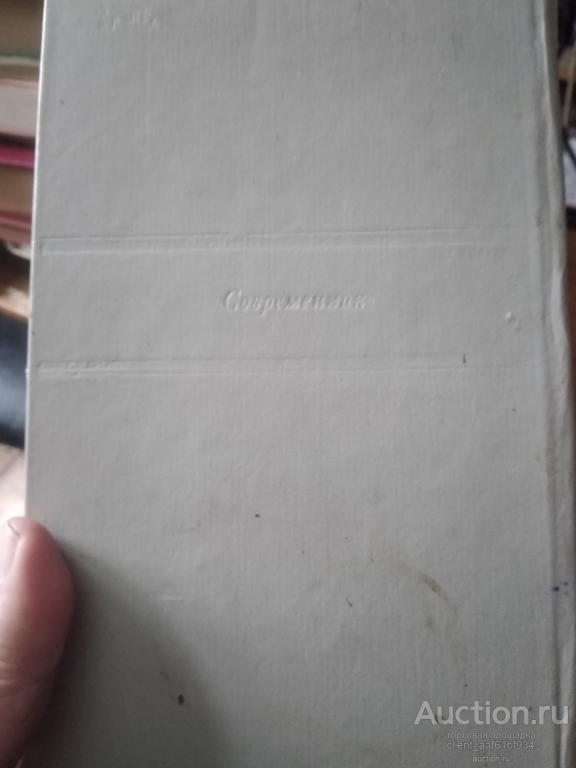 Современник
Auction.ru
торговая площадка
client_aaf616f934
auction.ru